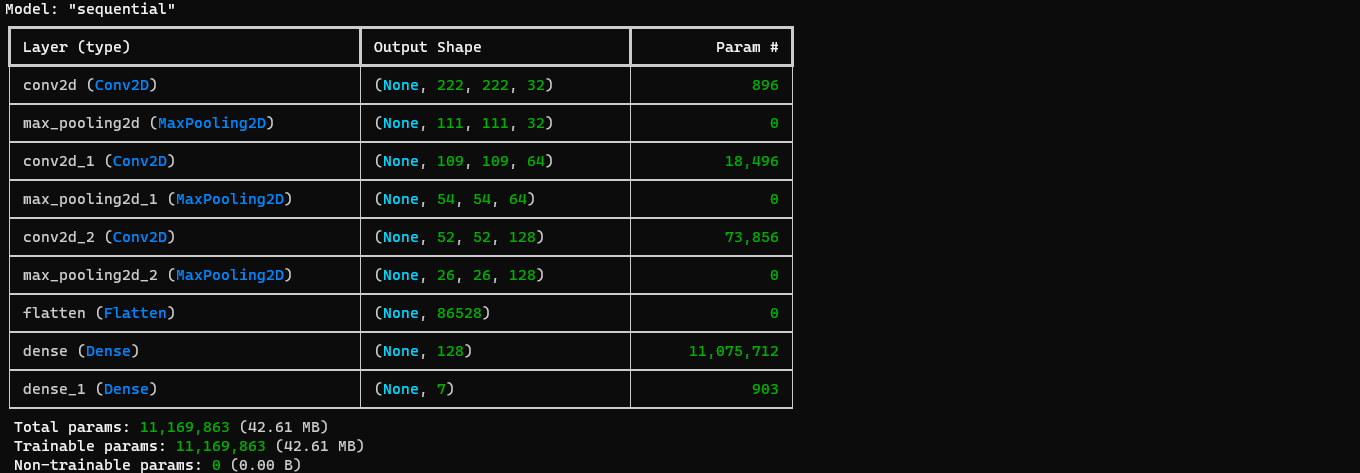 Model: "sequential"
Layer (type) Output Shape Param #
conv2d (Conv2D) (None, 222, 222, 32) 896
max_pooling2d (MaxPooling2D) (None, 111, 111, 32) 0
conv2d_1 (Conv2D) (None, 109, 109, 64) 18,496
max_pooling2d_1 (MaxPooling2D) (None, 54, 54, 64) 0
conv2d_2 (Conv2D) (None, 52, 52, 128) 73,856
max_pooling2d_2 (MaxPooling2D) (None, 26, 26, 128) 0
flatten (Flatten) (None, 86528) 0
dense (Dense) (None, 128) 11,075,712
dense_1 (Dense) (None, 7) 903
Total params: 11,169,863 (42.61 MB)
Trainable params: 11,169,863 (42.61 MB)
Non-trainable params: 0 (0.00 B)